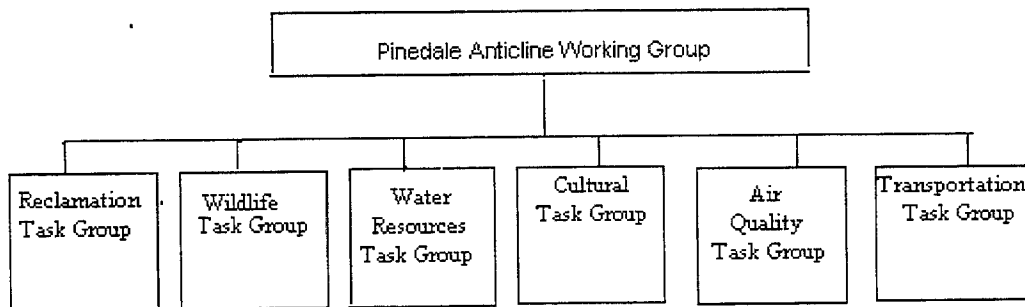 Pinedale Anticline Working Group
Reclamation
Task Group
Wildlife
Task Group
Water
Resources
Task Group
Cultural
Task Group
Air
Quality
Task Group
Transportation
Task Group